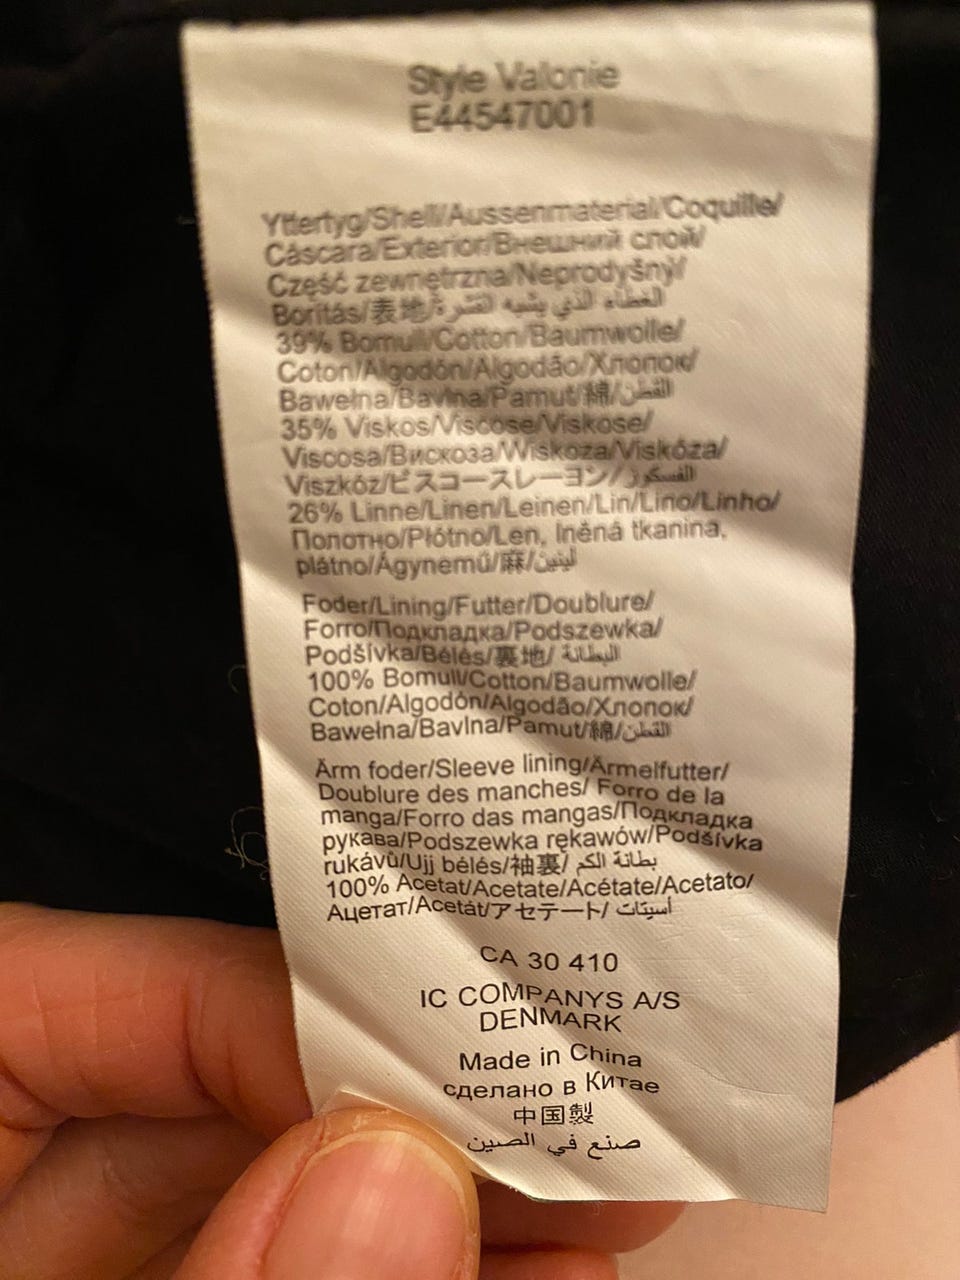 Style Valonie
E44547001
Yttertyg/Shell/Aussenmaterial/Coquille/
Cáscara/Exterior/Внешний слой/
Część zewnętrzna/Neprodyšný/
Borítás/表地/الغطاء الذي يشبه القشرة
39% Bomull/Cotton/Baumwolle/
Coton/Algodón/Algodão/Хлопок/
Bawełna/Bavlna/Pamut/綿/القطن
35% Viskos/Viscose/Viskose/
Viscosa/Вискоза/Wiskoza/Viskóza/
Viszkóz/ビスコースレーヨン/الفسكوز
26% Linne/Linen/Leinen/Lin/Lino/Linho/
Полотно/Płótno/Len, lněná tkanina,
plátno/Ágynemű/麻/لينين
Foder/Lining/Futter/Doublure/
Forro/Подкладка/Podszewka/
Podšívka/Bélés/裏地/ البطانة
100% Bomull/Cotton/Baumwolle/
Coton/Algodón/Algodão/Хлопок/
Bawełna/Bavlna/Pamut/綿/القطن
Ärm foder/Sleeve lining/Ärmelfutter/
Doublure des manches/ Forro de la
manga/Forro das mangas/Подкладка
рукава/Podszewka rękawów/Podšívka
rukávů/Ujj bélés/袖裏/ بطانة الكم
100% Acetat/Acetate/Acétate/Acetato/
Ацетат/Acetát/アセテート/ أسيتات
CA 30 410
IC COMPANYS A/S
DENMARK
Made in China
сделано в Китае
中国製
صنع في الصين